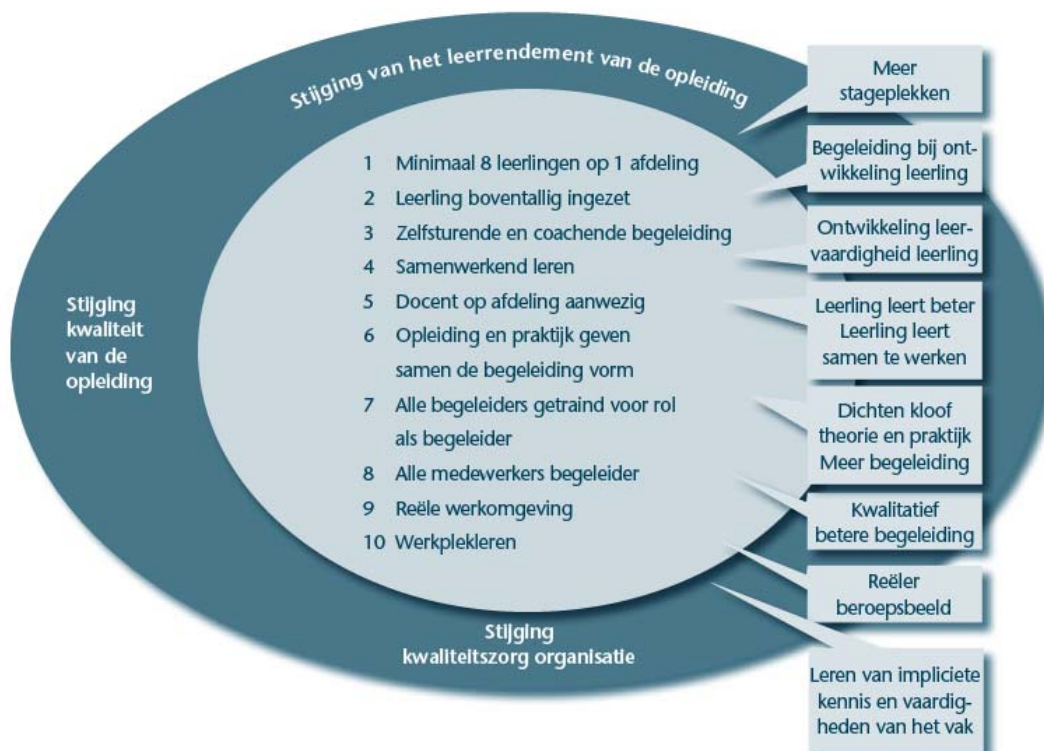 Stijging van het leerrendement van de opleiding
Stijging
kwaliteit
van de
opleiding
1 Minimaal 8 leerlingen op 1 afdeling
2 Leerling boventallig ingezet
3 Zelfsturende en coachende begeleiding
4 Samenwerkend leren
5 Docent op afdeling aanwezig
6 Opleiding en praktijk geven
samen de begeleiding vorm
7 Alle begeleiders getraind voor rol
als begeleider
8 Alle medewerkers begeleider
9 Reële werkomgeving
10 Werkplekleren
Stijging
kwaliteitszorg organisatie
Meer
stageplekken
Begeleiding bij ont-
wikkeling leerling
Ontwikkeling leer-
vaardigheid leerling
Leerling leert beter
Leerling leert
samen te werken
Dichten kloof
theorie en praktijk
Meer begeleiding
Kwalitatief
betere begeleiding
Reëler
beroepsbeeld
Leren van impliciete
kennis en vaardig-
heden van het vak